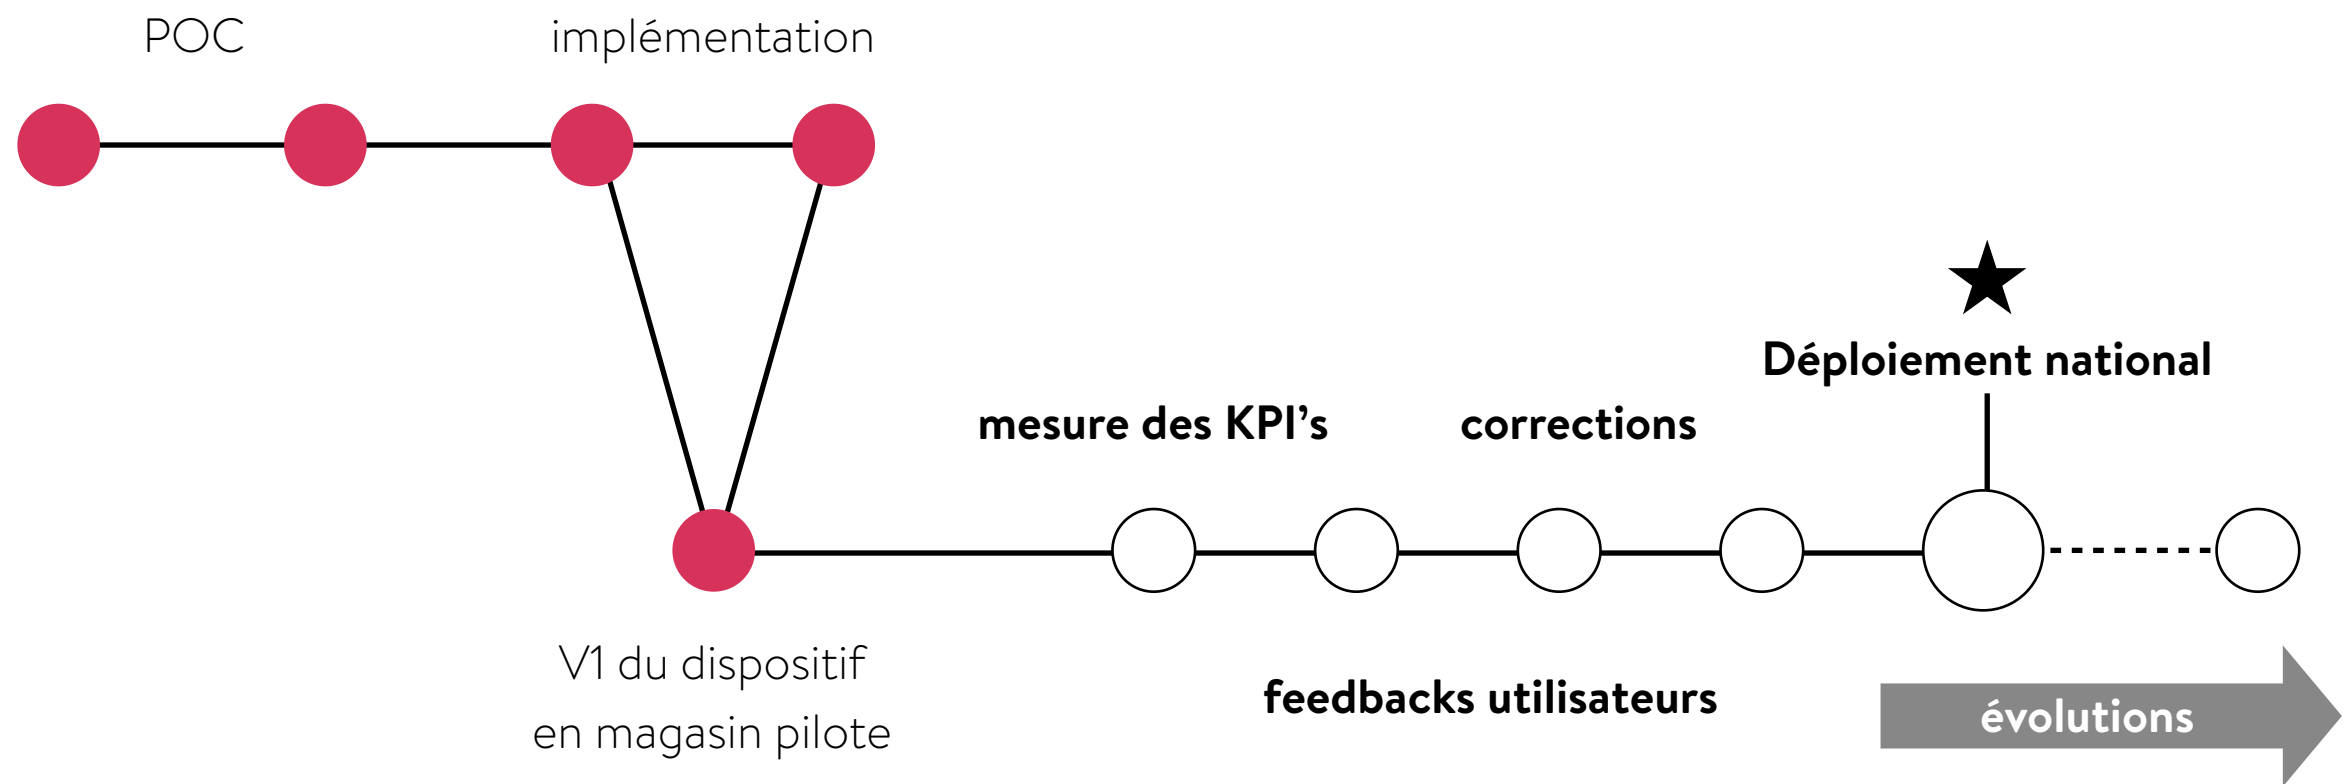 POC
implémentation
Déploiement national
mesure des KPI’s
corrections
V1 du dispositif
en magasin pilote
feedbacks utilisateurs
évolutions